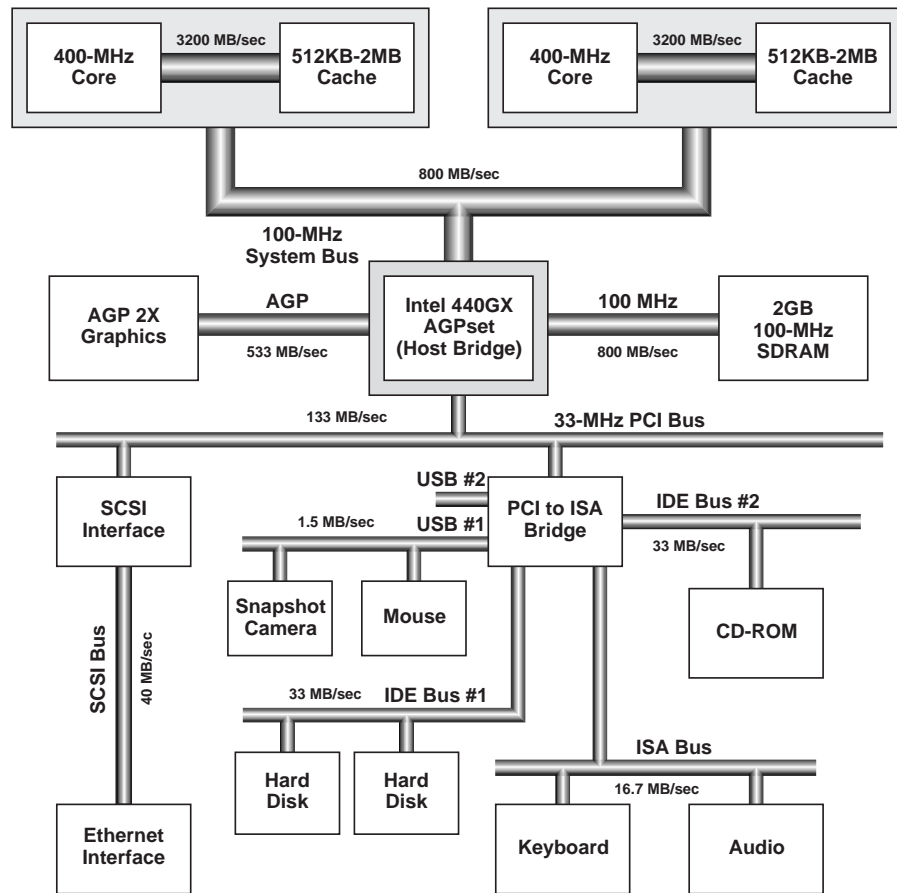 3200 MB/sec
400-MHz
Core
512KB-2MB
Cache
3200 MB/sec
400-MHz
Core
512KB-2MB
Cache
800 MB/sec
100-MHz
System Bus
AGP 2X
Graphics
AGP
533 MB/sec
Intel 440GX
AGPset
(Host Bridge)
100 MHz
800 MB/sec
2GB
100-MHz
SDRAM
133 MB/sec
33-MHz PCI Bus
SCSI
Interface
USB #2
USB #1
1.5 MB/sec
PCI to ISA
Bridge
IDE Bus #2
33 MB/sec
Snapshot
Camera
Mouse
CD-ROM
SCSI Bus
40 MB/sec
33 MB/sec
IDE Bus #1
Hard
Disk
Hard
Disk
ISA Bus
16.7 MB/sec
Ethernet
Interface
Keyboard
Audio